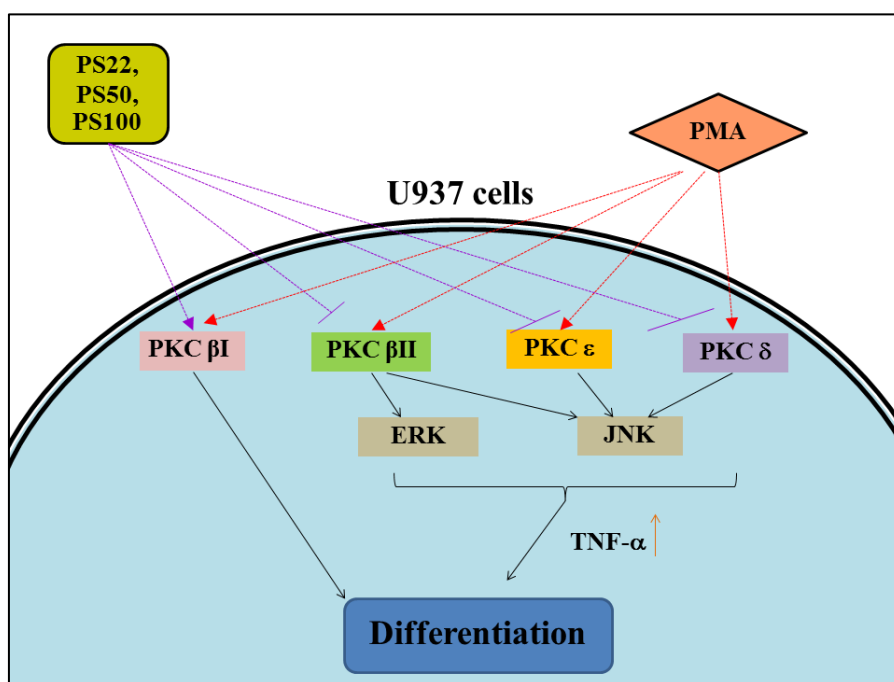 PS22,
PS50,
PS100
PMA
U937 cells
PKC βI
PKC βII
PKC ε
PKC δ
ERK
JNK
TNF-α
Differentiation